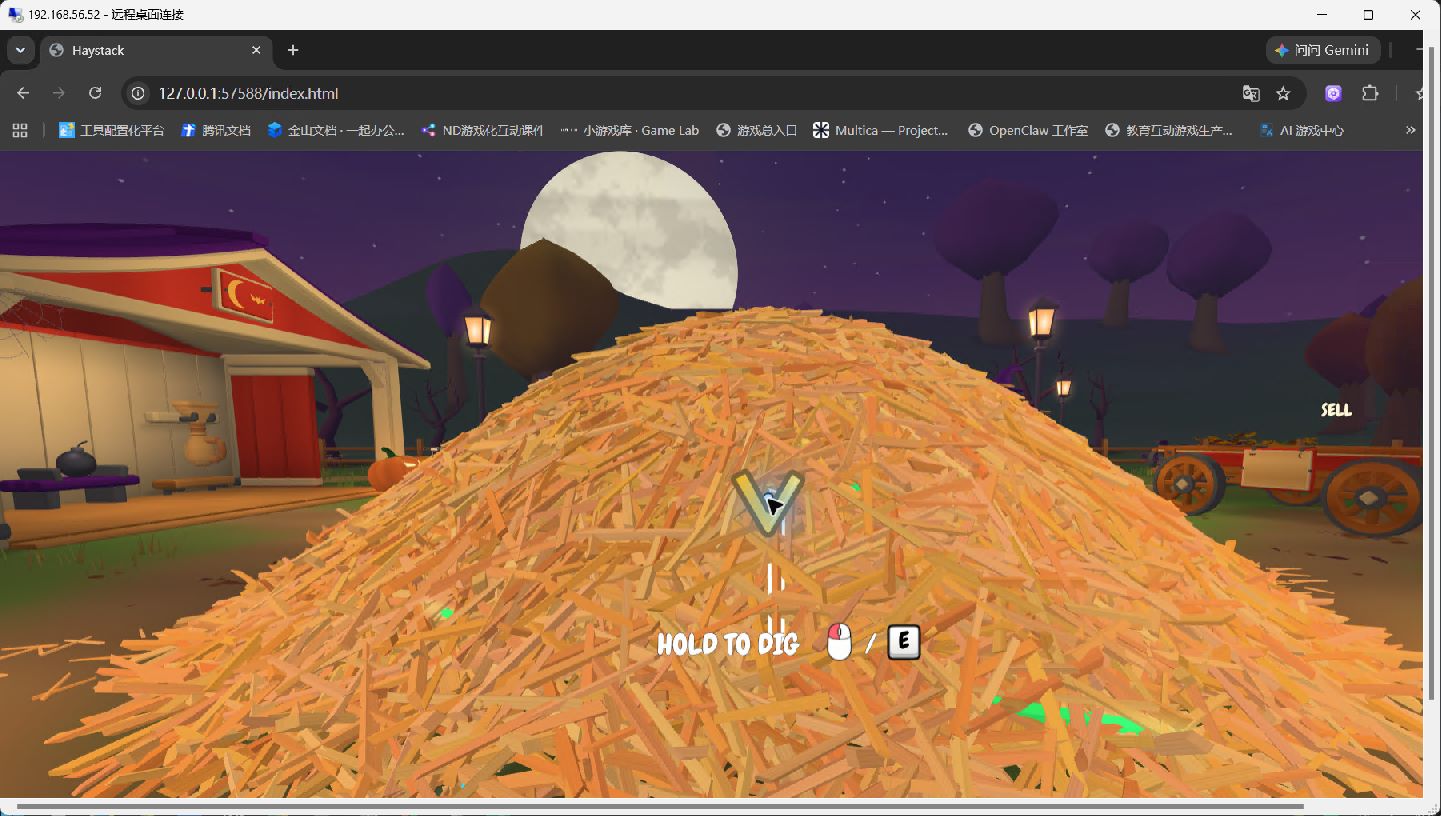 192.168.56.52 - 远程桌面连接
Haystack
问问 Gemini
127.0.0.1:57588/index.html
工具配置化平台
腾讯文档
金山文档 · 一起办公...
ND游戏化互动课件
小游戏库 · Game Lab
游戏总入口
Multica — Project...
OpenClaw 工作室
教育互动游戏生产...
AI 游戏中心
SELL
HOLD TO DIG / E